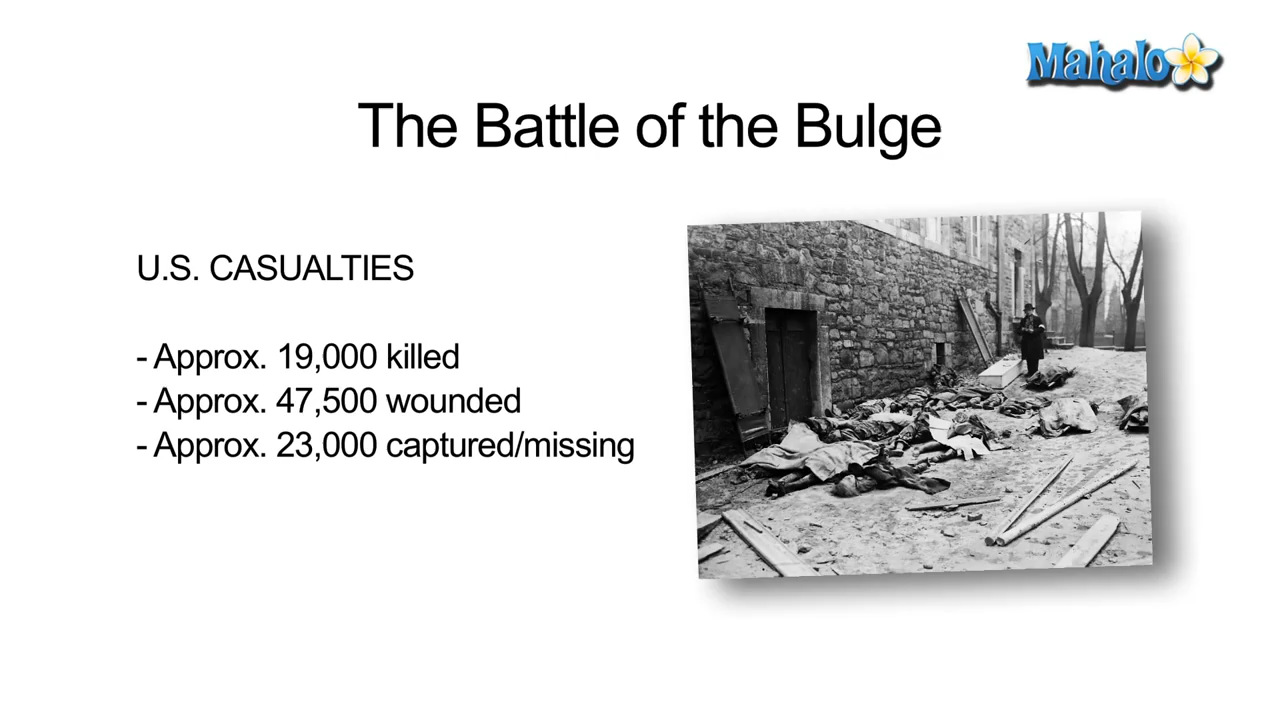 Mahalo
The Battle of the Bulge
U.S. CASUALTIES
- Approx. 19,000 killed
- Approx. 47,500 wounded
- Approx. 23,000 captured/missing